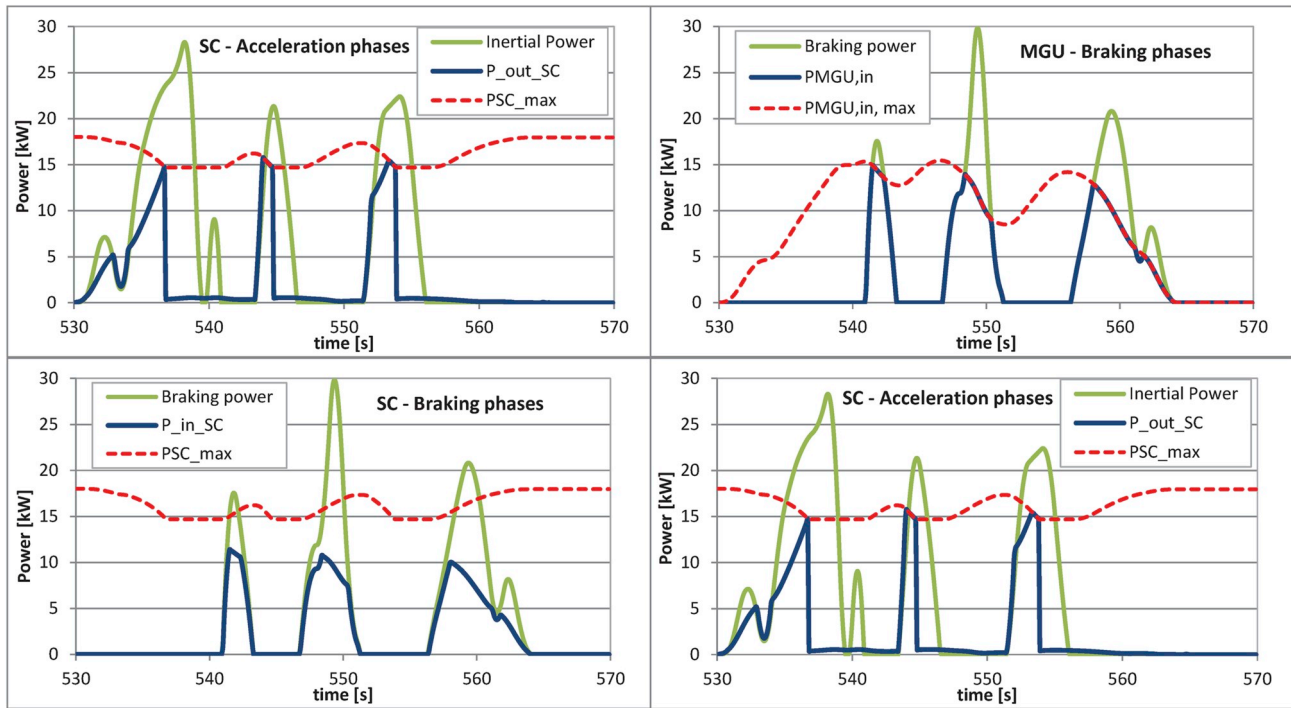 SC - Acceleration phases
Inertial Power
P_out_SC
PSC_max
Power [kW]
30
25
20
15
10
5
0
530
540
550
560
570
time [s]
MGU - Braking phases
Braking power
PMGU,in
PMGU,in, max
Power [kW]
30
25
20
15
10
5
0
530
540
550
560
570
time [s]
SC - Braking phases
Braking power
P_in_SC
PSC_max
Power [kW]
30
25
20
15
10
5
0
530
540
550
560
570
time [s]
SC - Acceleration phases
Inertial Power
P_out_SC
PSC_max
Power [kW]
30
25
20
15
10
5
0
530
540
550
560
570
time [s]